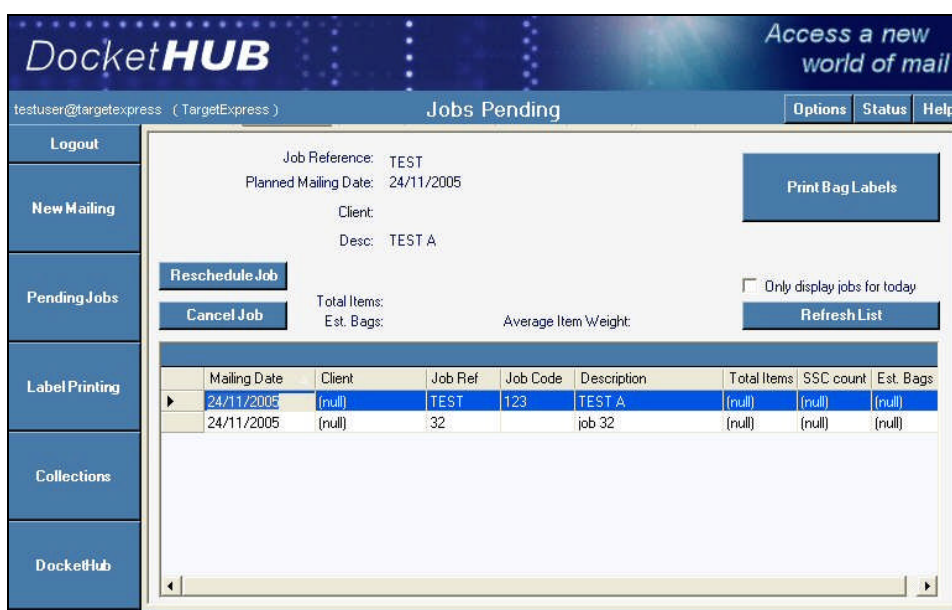 DocketHUB
Access a new
world of mail
testuser@targetexpress ( TargetExpress )
Jobs Pending
Options
Status
Help
Logout
New Mailing
Pending Jobs
Label Printing
Collections
DocketHub
Job Reference: TEST
Planned Mailing Date: 24/11/2005
Client:
Desc: TEST A
Print Bag Labels
Reschedule Job
Cancel Job
Total Items:
Est. Bags:
Average Item Weight:
Only display jobs for today
Refresh List
Mailing Date Client Job Ref Job Code Description Total Items SSC count Est. Bags
24/11/2005 (null) TEST 123 TEST A (null) (null) (null)
24/11/2005 (null) 32 job 32 (null) (null) (null)